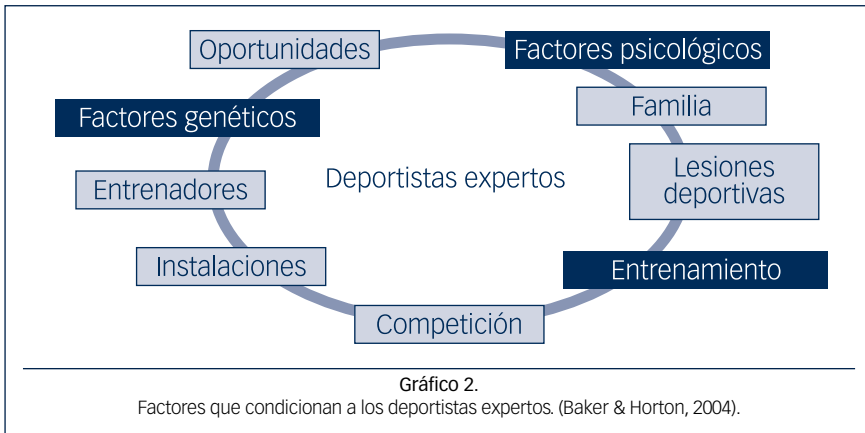 Oportunidades
Factores psicológicos
Factores genéticos
Familia
Entrenadores
Deportistas expertos
Lesiones
deportivas
Instalaciones
Entrenamiento
Competición
Gráfico 2.
Factores que condicionan a los deportistas expertos. (Baker & Horton, 2004).